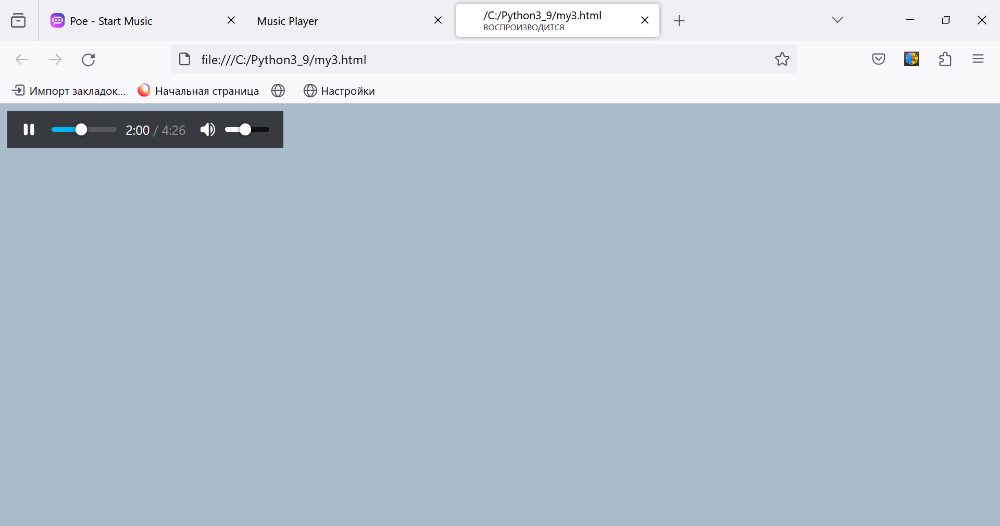 Poe - Start Music
Music Player
/C:/Python3_9/my3.html
ВОСПРОИЗВОДИТСЯ
file:///C:/Python3_9/my3.html
Импорт закладок...
Начальная страница
Настройки
2:00 / 4:26